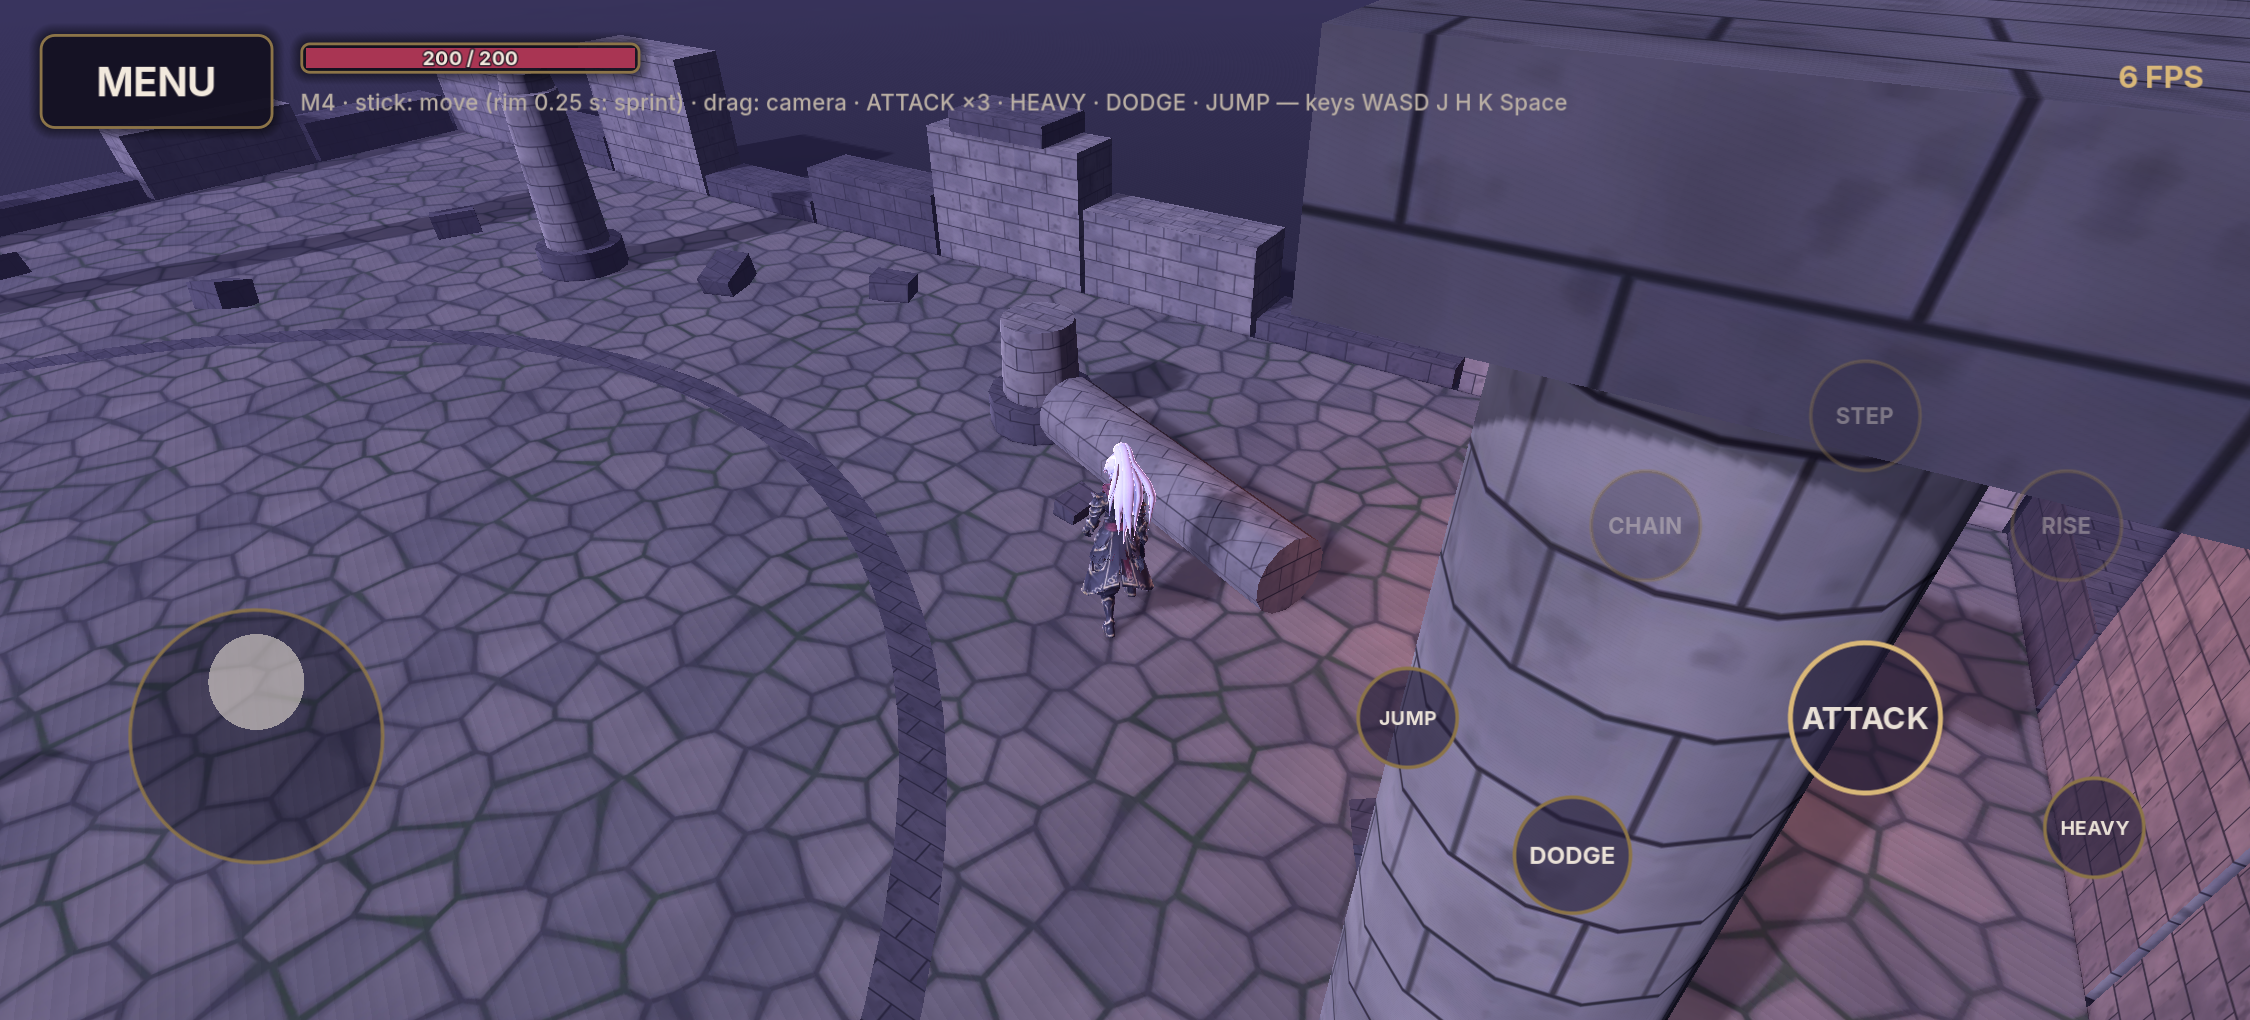 MENU
200 / 200
6 FPS
M4 · stick: move (rim 0.25 s: sprint) · drag: camera · ATTACK ×3 · HEAVY · DODGE · JUMP — keys WASD J H K Space
STEP
CHAIN
RISE
JUMP
ATTACK
HEAVY
DODGE